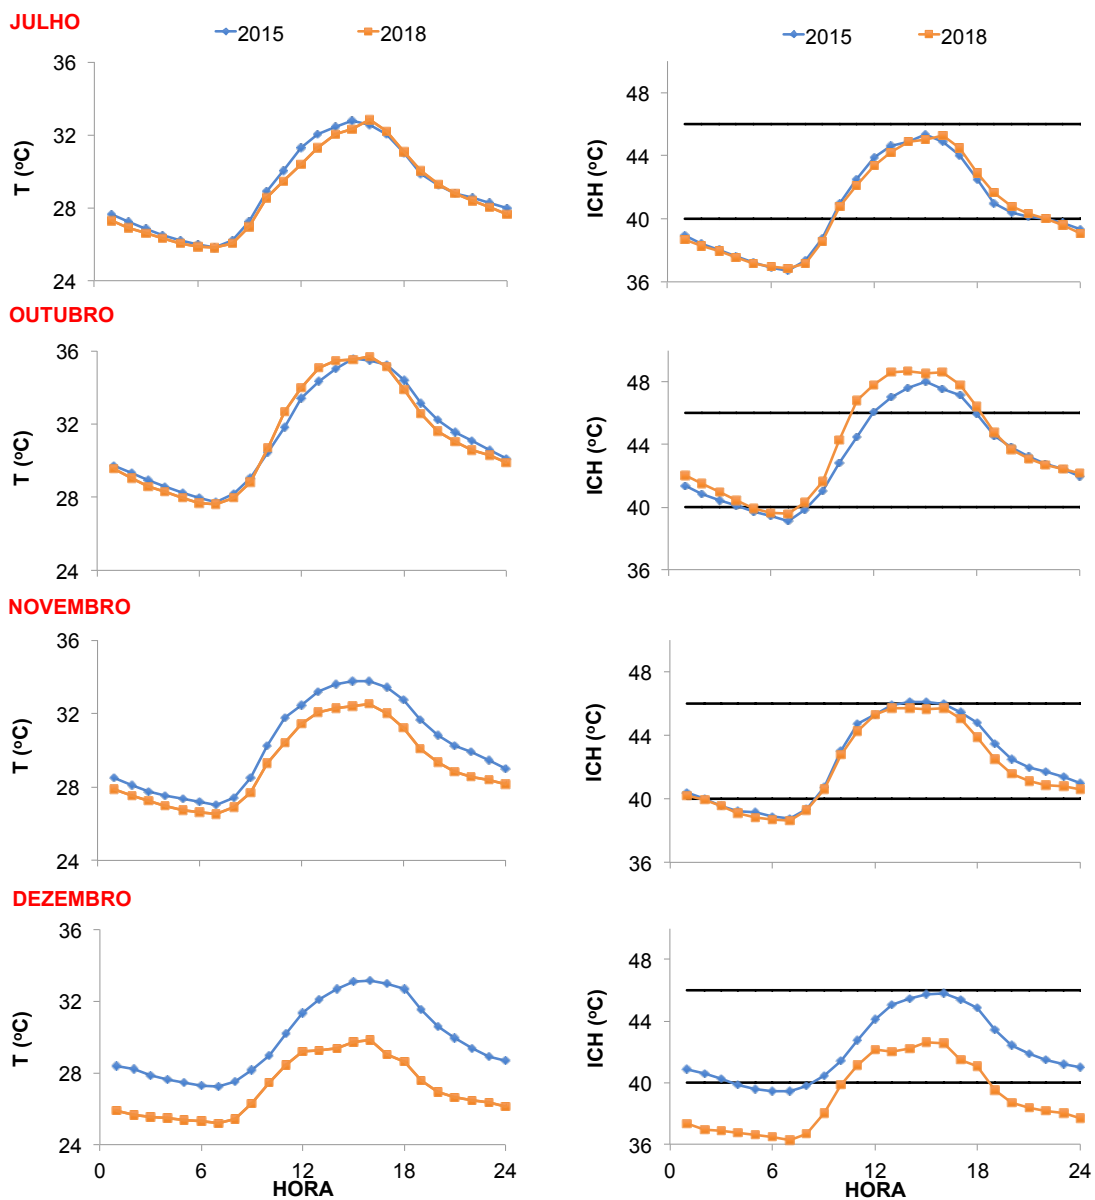 JULHO
2015 2018
2015 2018
T (ºC)
36
32
28
24
ICH (ºC)
48
44
40
36
OUTUBRO
T (ºC)
36
32
28
24
ICH (ºC)
48
44
40
36
NOVEMBRO
T (ºC)
36
32
28
24
ICH (ºC)
48
44
40
36
DEZEMBRO
T (ºC)
36
32
28
24
0 6 12 18 24
HORA
ICH (ºC)
48
44
40
36
0 6 12 18 24
HORA